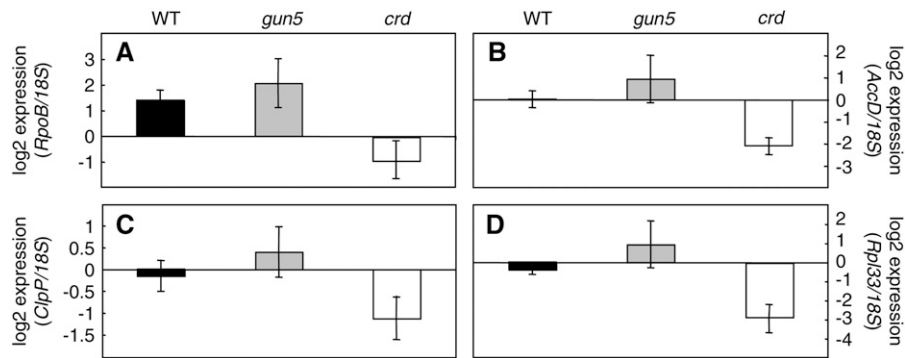 WT gun5 crd WT gun5 crd
A
log2 expression
(RpoB/18S)
3
2
1
0
-1
B
log2 expression
(AccD/18S)
2
1
0
-1
-2
-3
C
log2 expression
(ClpP/18S)
1
0.5
0
-0.5
-1
-1.5
D
log2 expression
(Rpl33/18S)
2
1
0
-1
-2
-3
-4